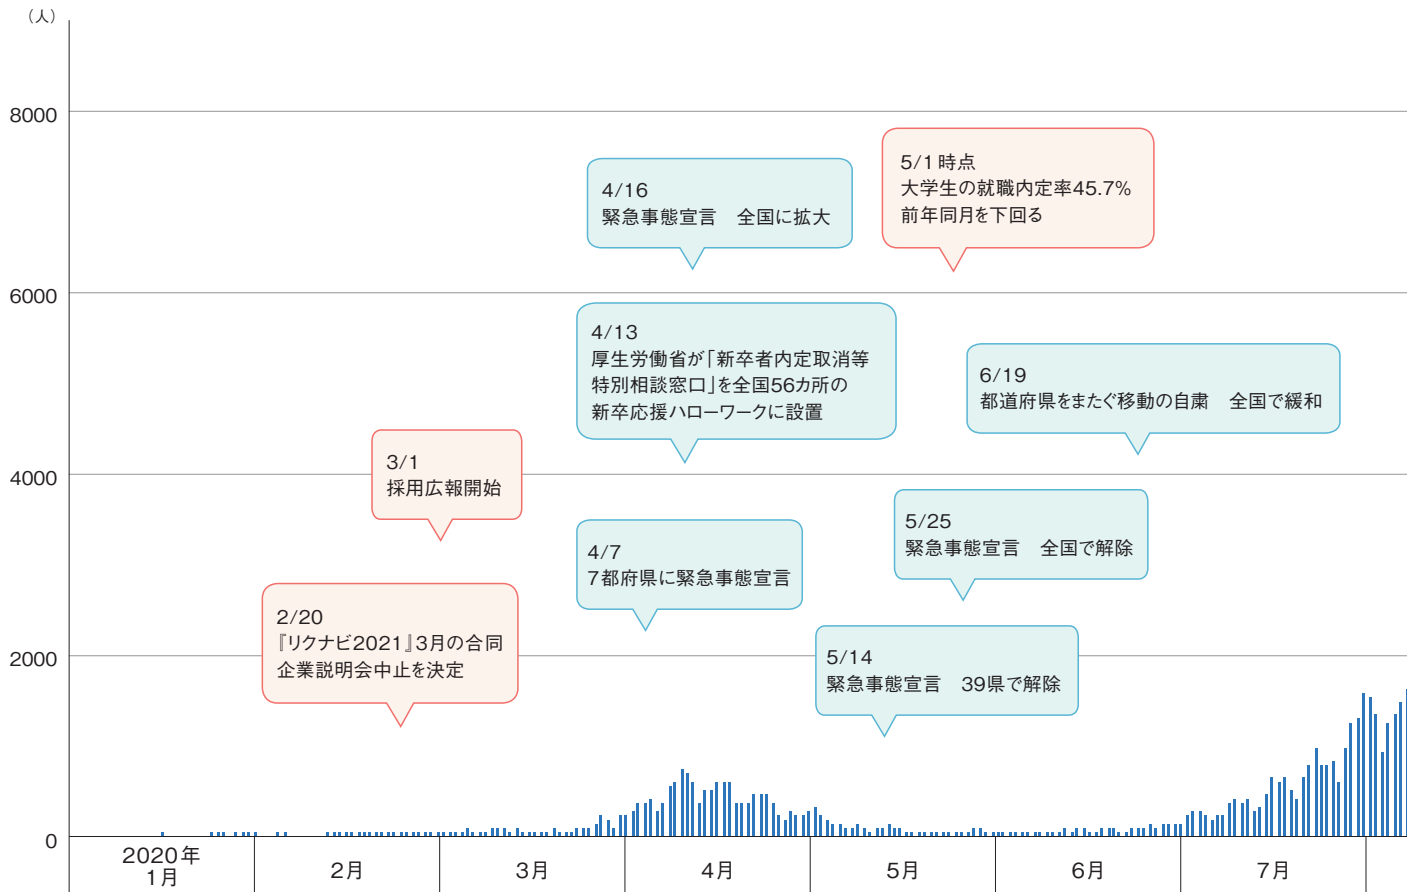 (人)
8000
6000
4000
2000
0
2/20
『リクナビ2021』3月の合同
企業説明会中止を決定
3/1
採用広報開始
4/16
緊急事態宣言　全国に拡大
4/13
厚生労働省が「新卒者内定取消等
特別相談窓口」を全国56カ所の
新卒応援ハローワークに設置
4/7
7都府県に緊急事態宣言
5/1時点
大学生の就職内定率45.7%
前年同月を下回る
6/19
都道府県をまたぐ移動の自粛　全国で緩和
5/25
緊急事態宣言　全国で解除
5/14
緊急事態宣言　39県で解除
2020年
1月
2月
3月
4月
5月
6月
7月